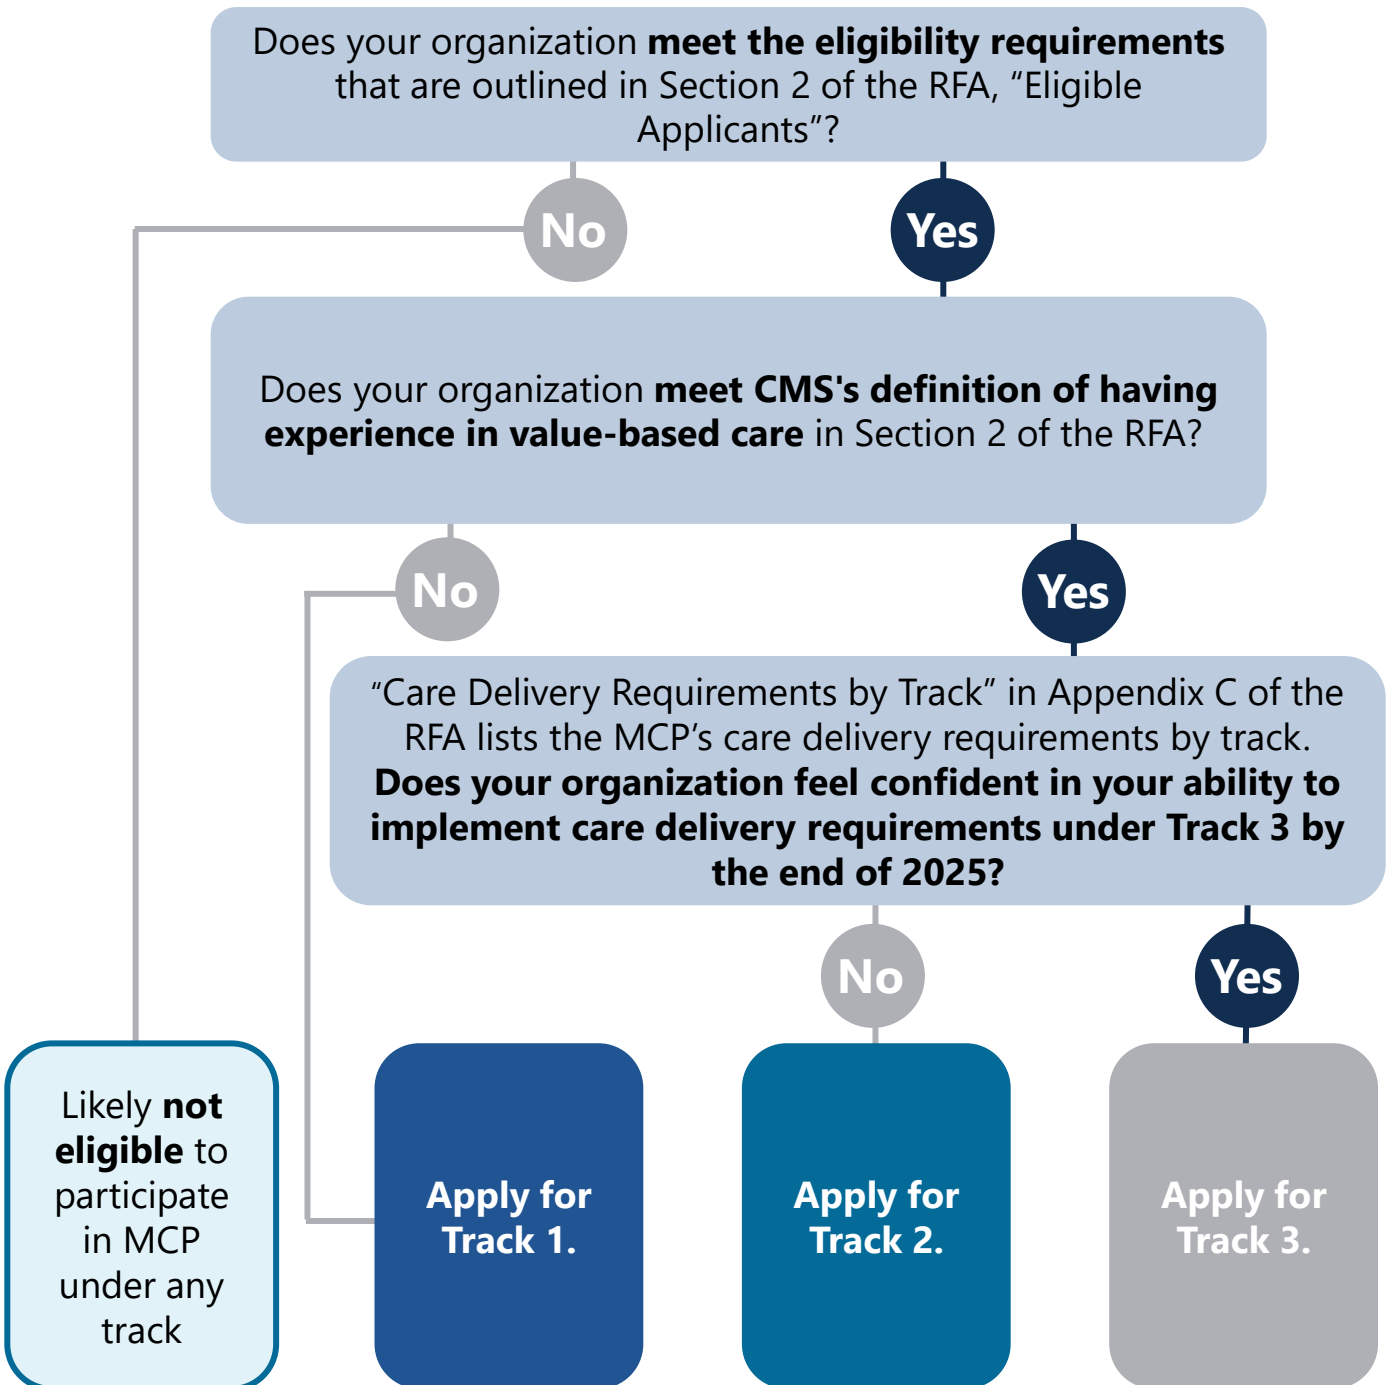 Does your organization meet the eligibility requirements
that are outlined in Section 2 of the RFA, “Eligible
Applicants”?
No
Yes
Does your organization meet CMS's definition of having
experience in value-based care in Section 2 of the RFA?
No
Yes
“Care Delivery Requirements by Track” in Appendix C of the
RFA lists the MCP’s care delivery requirements by track.
Does your organization feel confident in your ability to
implement care delivery requirements under Track 3 by
the end of 2025?
No
Yes
Likely not
eligible to
participate
in MCP
under any
track
Apply for
Track 1.
Apply for
Track 2.
Apply for
Track 3.